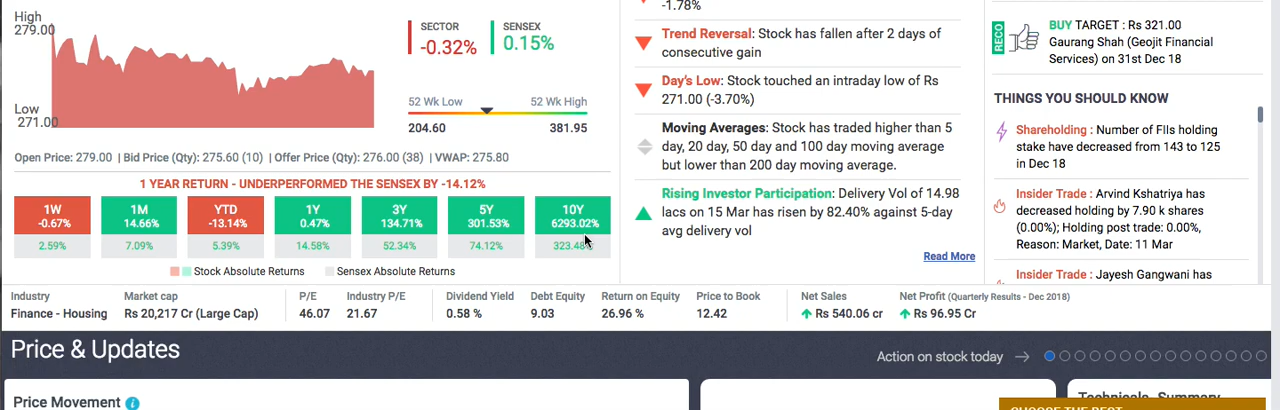 High
279.00
Low
271.00
SECTOR
-0.32%
SENSEX
0.15%
52 Wk Low
52 Wk High
204.60
381.95
Open Price: 279.00 | Bid Price (Qty): 275.60 (10) | Offer Price (Qty): 276.00 (38) | VWAP: 275.80
1 YEAR RETURN - UNDERPERFORMED THE SENSEX BY -14.12%
1W 1M YTD 1Y 3Y 5Y 10Y
-0.67% 14.66% -13.14% 0.47% 134.71% 301.53% 6293.02%
2.59% 7.09% 5.39% 14.58% 52.34% 74.12%
Stock Absolute Returns
Sensex Absolute Returns
-1.78%
Trend Reversal: Stock has fallen after 2 days of
consecutive gain
Day's Low: Stock touched an intraday low of Rs
271.00 (-3.70%)
Moving Averages: Stock has traded higher than 5
day, 20 day, 50 day and 100 day moving average
but lower than 200 day moving average.
Rising Investor Participation: Delivery Vol of 14.98
lacs on 15 Mar has risen by 82.40% against 5-day
avg delivery vol
Read More
RECO
BUY TARGET : Rs 321.00
Gaurang Shah (Geojit Financial
Services) on 31st Dec 18
THINGS YOU SHOULD KNOW
Shareholding : Number of FIIs holding
stake have decreased from 143 to 125
in Dec 18
Insider Trade : Arvind Kshatriya has
decreased holding by 7.90 k shares
(0.00%); Holding post trade: 0.00%,
Reason: Market, Date: 11 Mar
Insider Trade : Jayesh Gangwani has
Industry
Finance - Housing
Market cap
Rs 20,217 Cr (Large Cap)
P/E
46.07
Industry P/E
21.67
Dividend Yield
0.58 %
Debt Equity
9.03
Return on Equity
26.96 %
Price to Book
12.42
Net Sales
Rs 540.06 cr
Net Profit (Quarterly Results - Dec 2018)
Rs 96.95 Cr
Price & Updates
Action on stock today
Price Movement
Technicals Summary
CHOOSE THE BEST